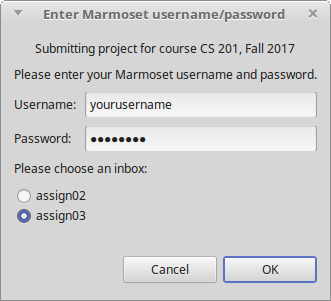 Enter Marmoset username/password
Submitting project for course CS 201, Fall 2017
Please enter your Marmoset username and password.
Username: yourusername
Password: ●●●●●●●●
Please choose an inbox:
assign02
assign03
Cancel OK